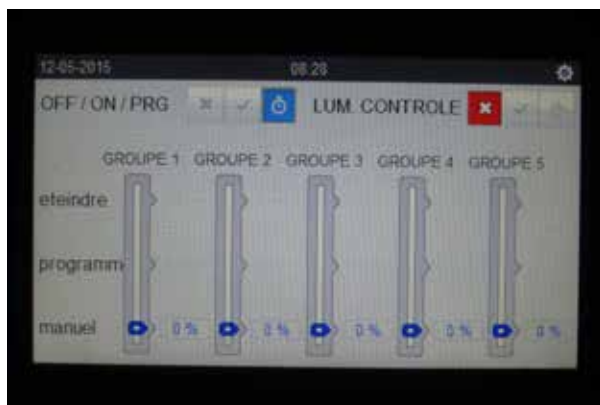 12-05-2015 08:28
OFF / ON / PRG LUM. CONTROLE
GROUPE 1 GROUPE 2 GROUPE 3 GROUPE 4 GROUPE 5
eteindre
programm
manuel 0 % 0 % 0 % 0 % 0 %